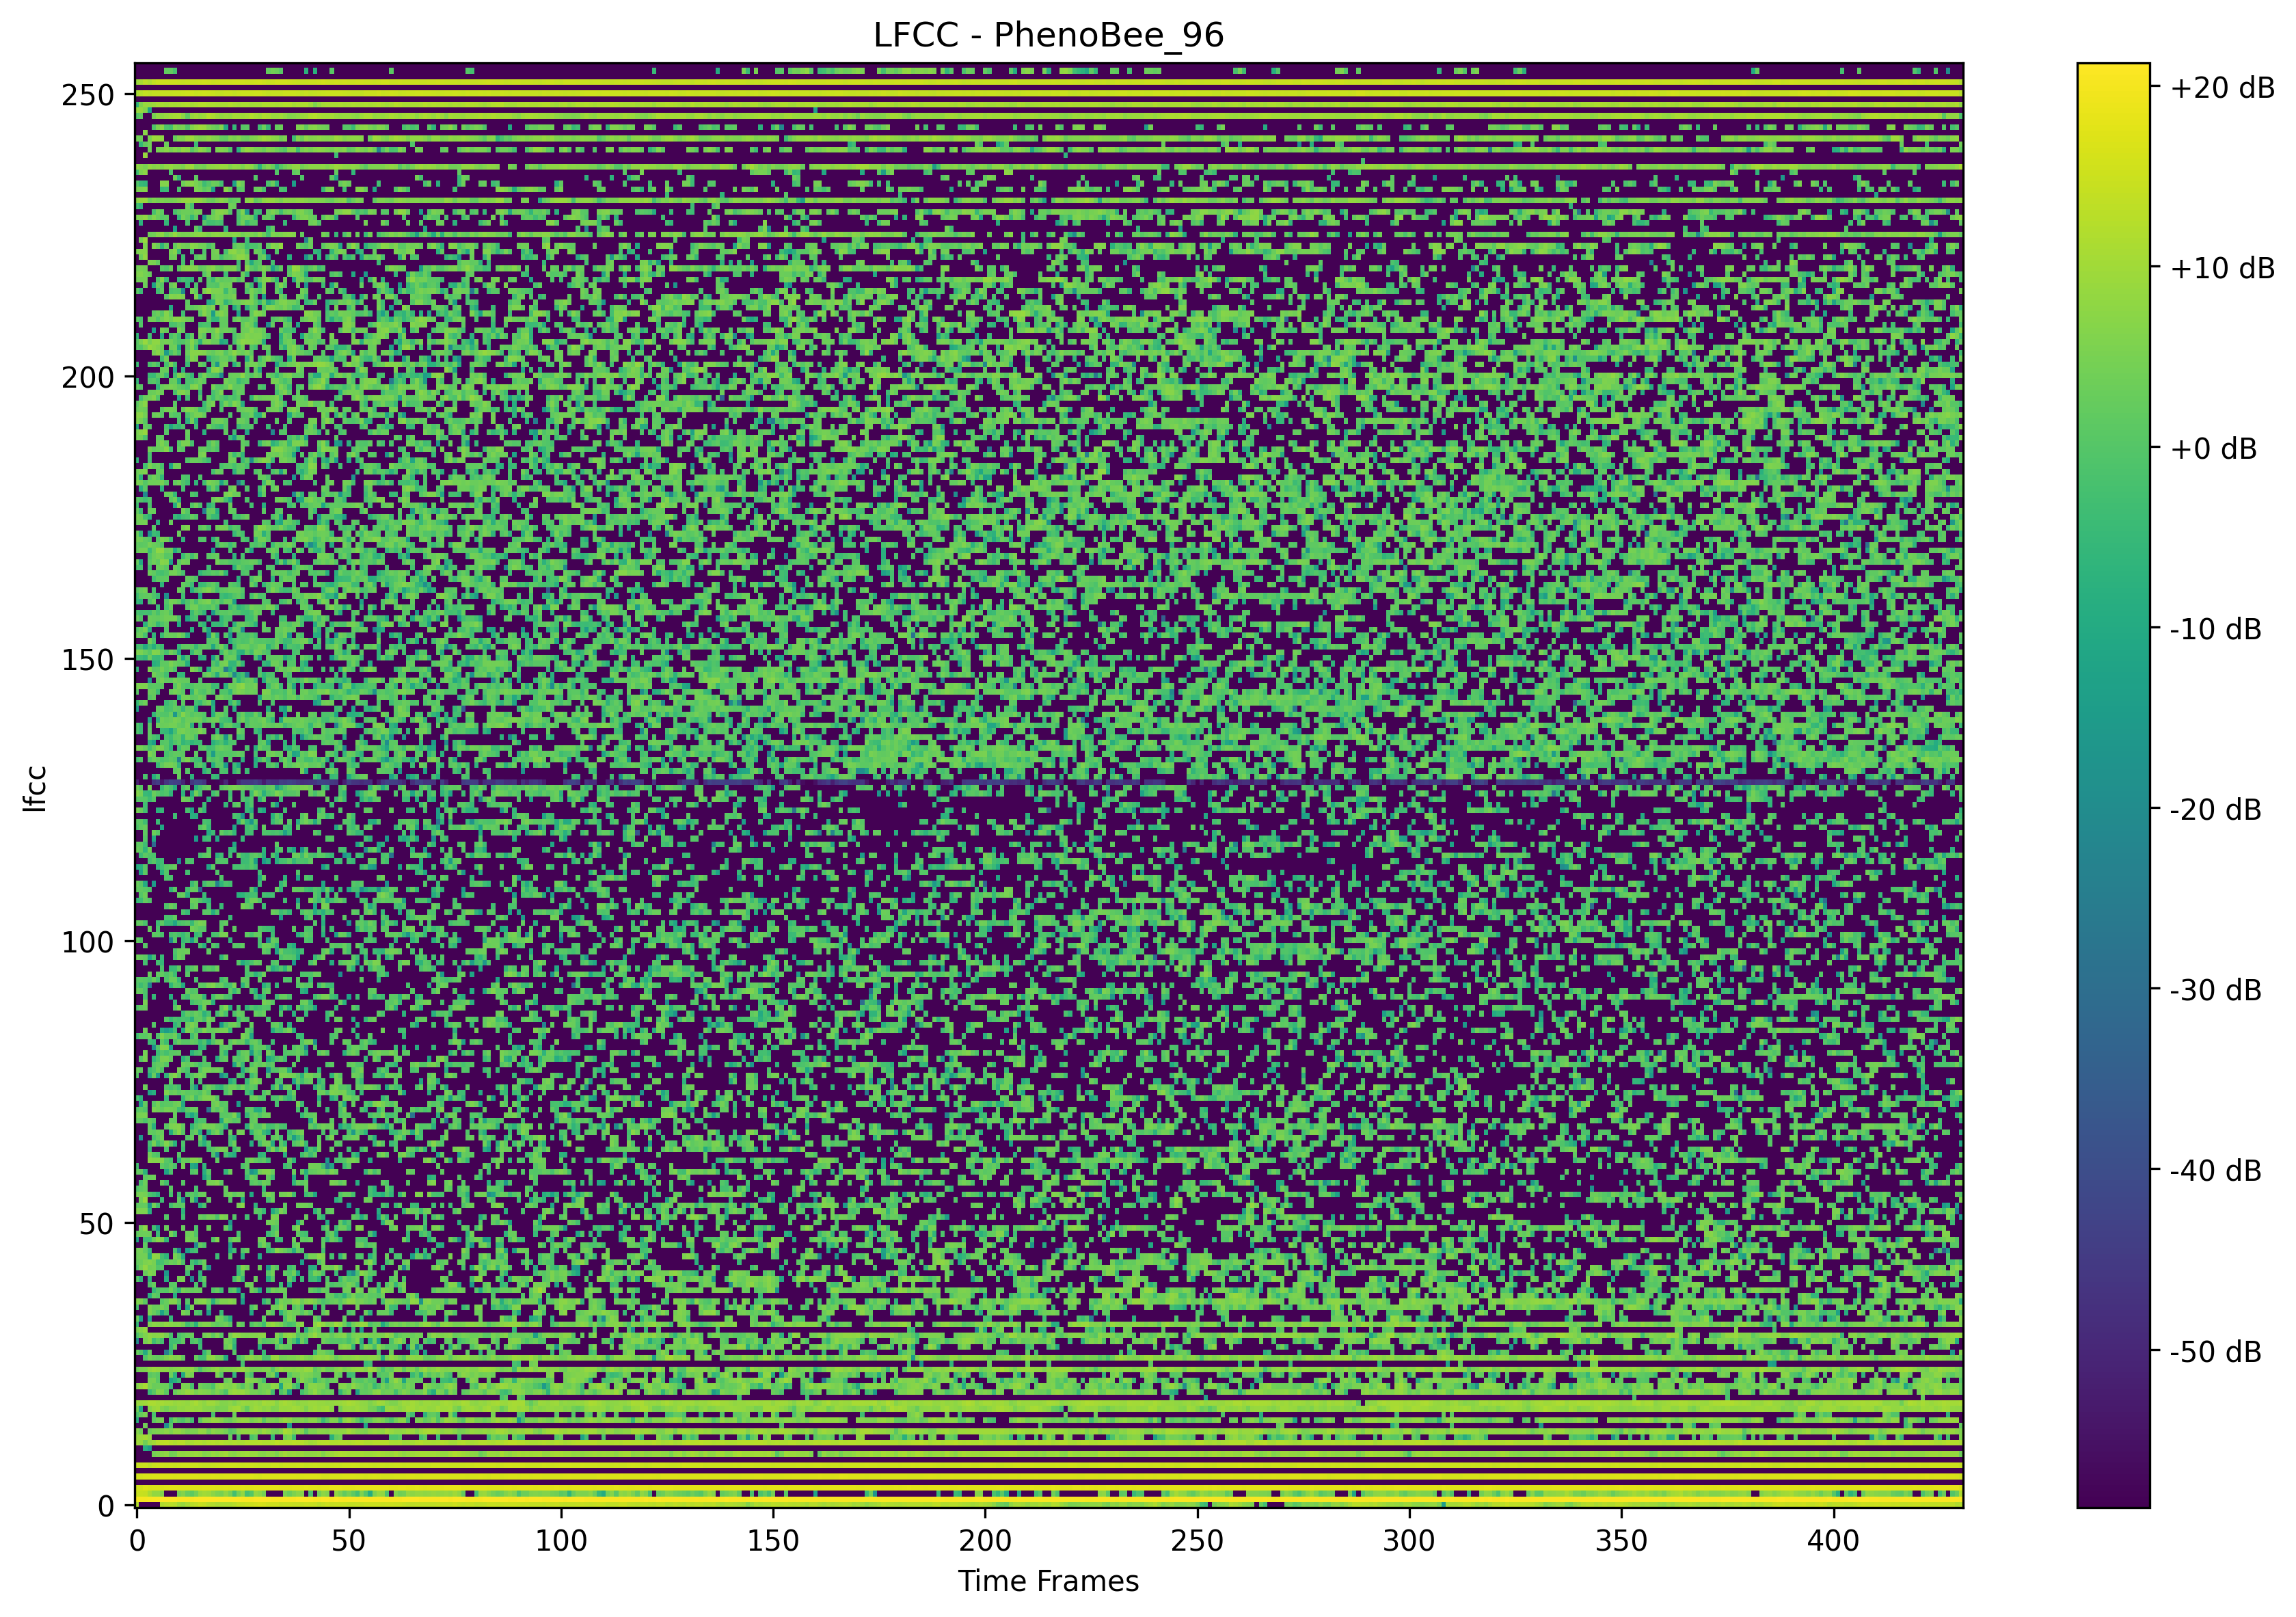 LFCC - PhenoBee_96
250
200
150
100
50
0
lfcc
0 50 100 150 200 250 300 350 400
Time Frames
+20 dB
+10 dB
+0 dB
-10 dB
-20 dB
-30 dB
-40 dB
-50 dB